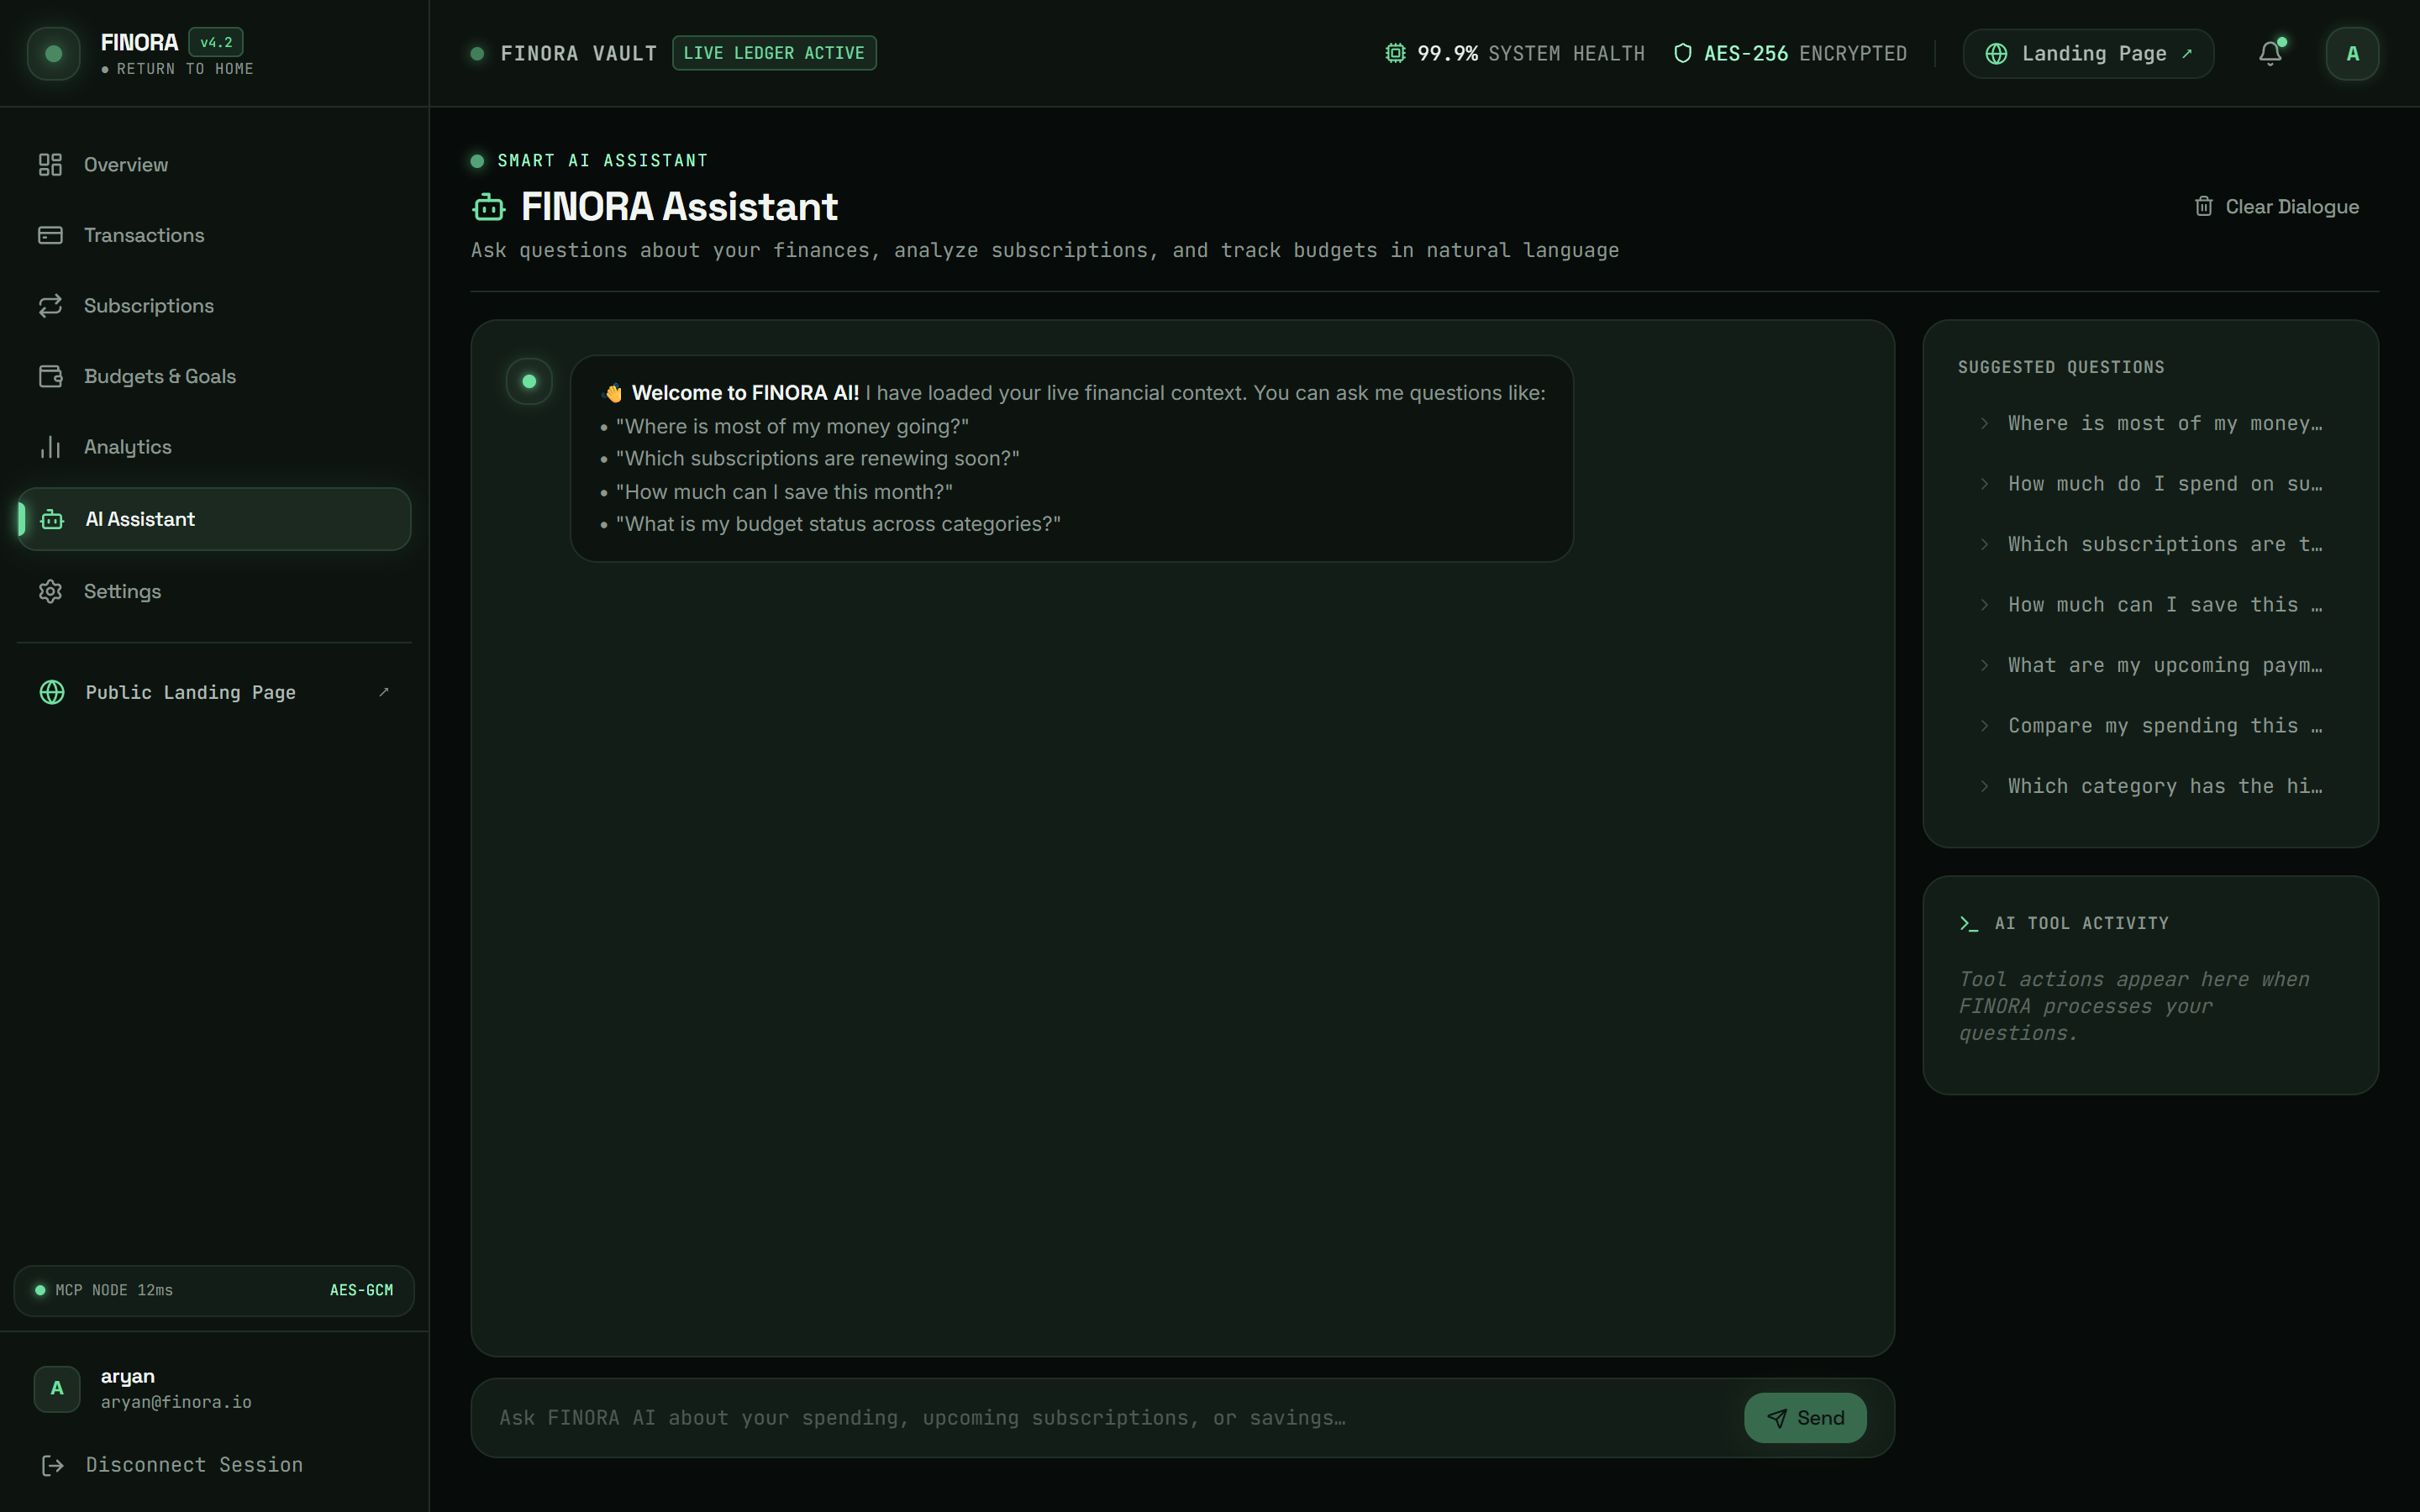 FINORA v4.2
RETURN TO HOME
Overview
Transactions
Subscriptions
Budgets & Goals
Analytics
AI Assistant
Settings
Public Landing Page ↗
MCP NODE 12ms AES-GCM
A aryan
aryan@finora.io
Disconnect Session
FINORA VAULT LIVE LEDGER ACTIVE 99.9% SYSTEM HEALTH AES-256 ENCRYPTED Landing Page ↗ A
SMART AI ASSISTANT
FINORA Assistant
Clear Dialogue
Ask questions about your finances, analyze subscriptions, and track budgets in natural language
👋 Welcome to FINORA AI! I have loaded your live financial context. You can ask me questions like:
• "Where is most of my money going?"
• "Which subscriptions are renewing soon?"
• "How much can I save this month?"
• "What is my budget status across categories?"
Ask FINORA AI about your spending, upcoming subscriptions, or savings…
Send
SUGGESTED QUESTIONS
Where is most of my money…
How much do I spend on su…
Which subscriptions are t…
How much can I save this …
What are my upcoming paym…
Compare my spending this …
Which category has the hi…
AI TOOL ACTIVITY
Tool actions appear here when
FINORA processes your
questions.